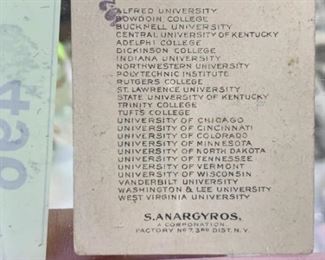 ALFRED UNIVERSITY
BOWDOIN COLLEGE
BUCKNELL UNIVERSITY
CENTRAL UNIVERSITY OF KENTUCKY
ADELPHI COLLEGE
DICKINSON COLLEGE
INDIANA UNIVERSITY
NORTHWESTERN UNIVERSITY
POLYTECHNIC INSTITUTE
RUTGERS COLLEGE
ST. LAWRENCE UNIVERSITY
STATE UNIVERSITY OF KENTUCKY
TRINITY COLLEGE
TUFTS COLLEGE
UNIVERSITY OF CHICAGO
UNIVERSITY OF CINCINNATI
UNIVERSITY OF COLORADO
UNIVERSITY OF MINNESOTA
UNIVERSITY OF NORTH DAKOTA
UNIVERSITY OF TENNESSEE
UNIVERSITY OF VERMONT
UNIVERSITY OF WISCONSIN
VANDERBILT UNIVERSITY
WASHINGTON & LEE UNIVERSITY
WEST VIRGINIA UNIVERSITY
S. ANARGYROS,
A CORPORATION
FACTORY NO 7. 3RD DIST. N.Y.